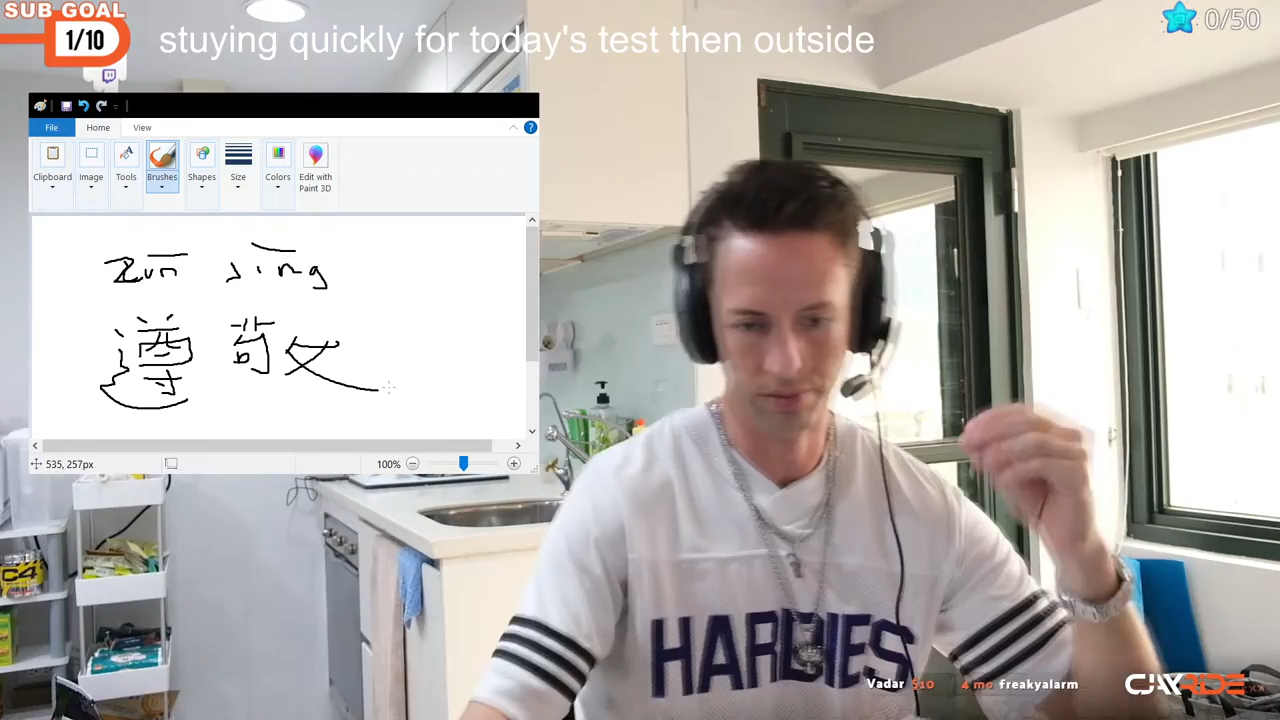 SUB GOAL
1/10
stuying quickly for today's test then outside
0/50
File Home View
?
Clipboard Image Tools Brushes Shapes Size Colors Edit with
Paint 3D
zūn sing
遵 敬
535, 257px
100%
C4
HARDIES
Vadar $10 4 mo freakyalarm
CJAYRIDE